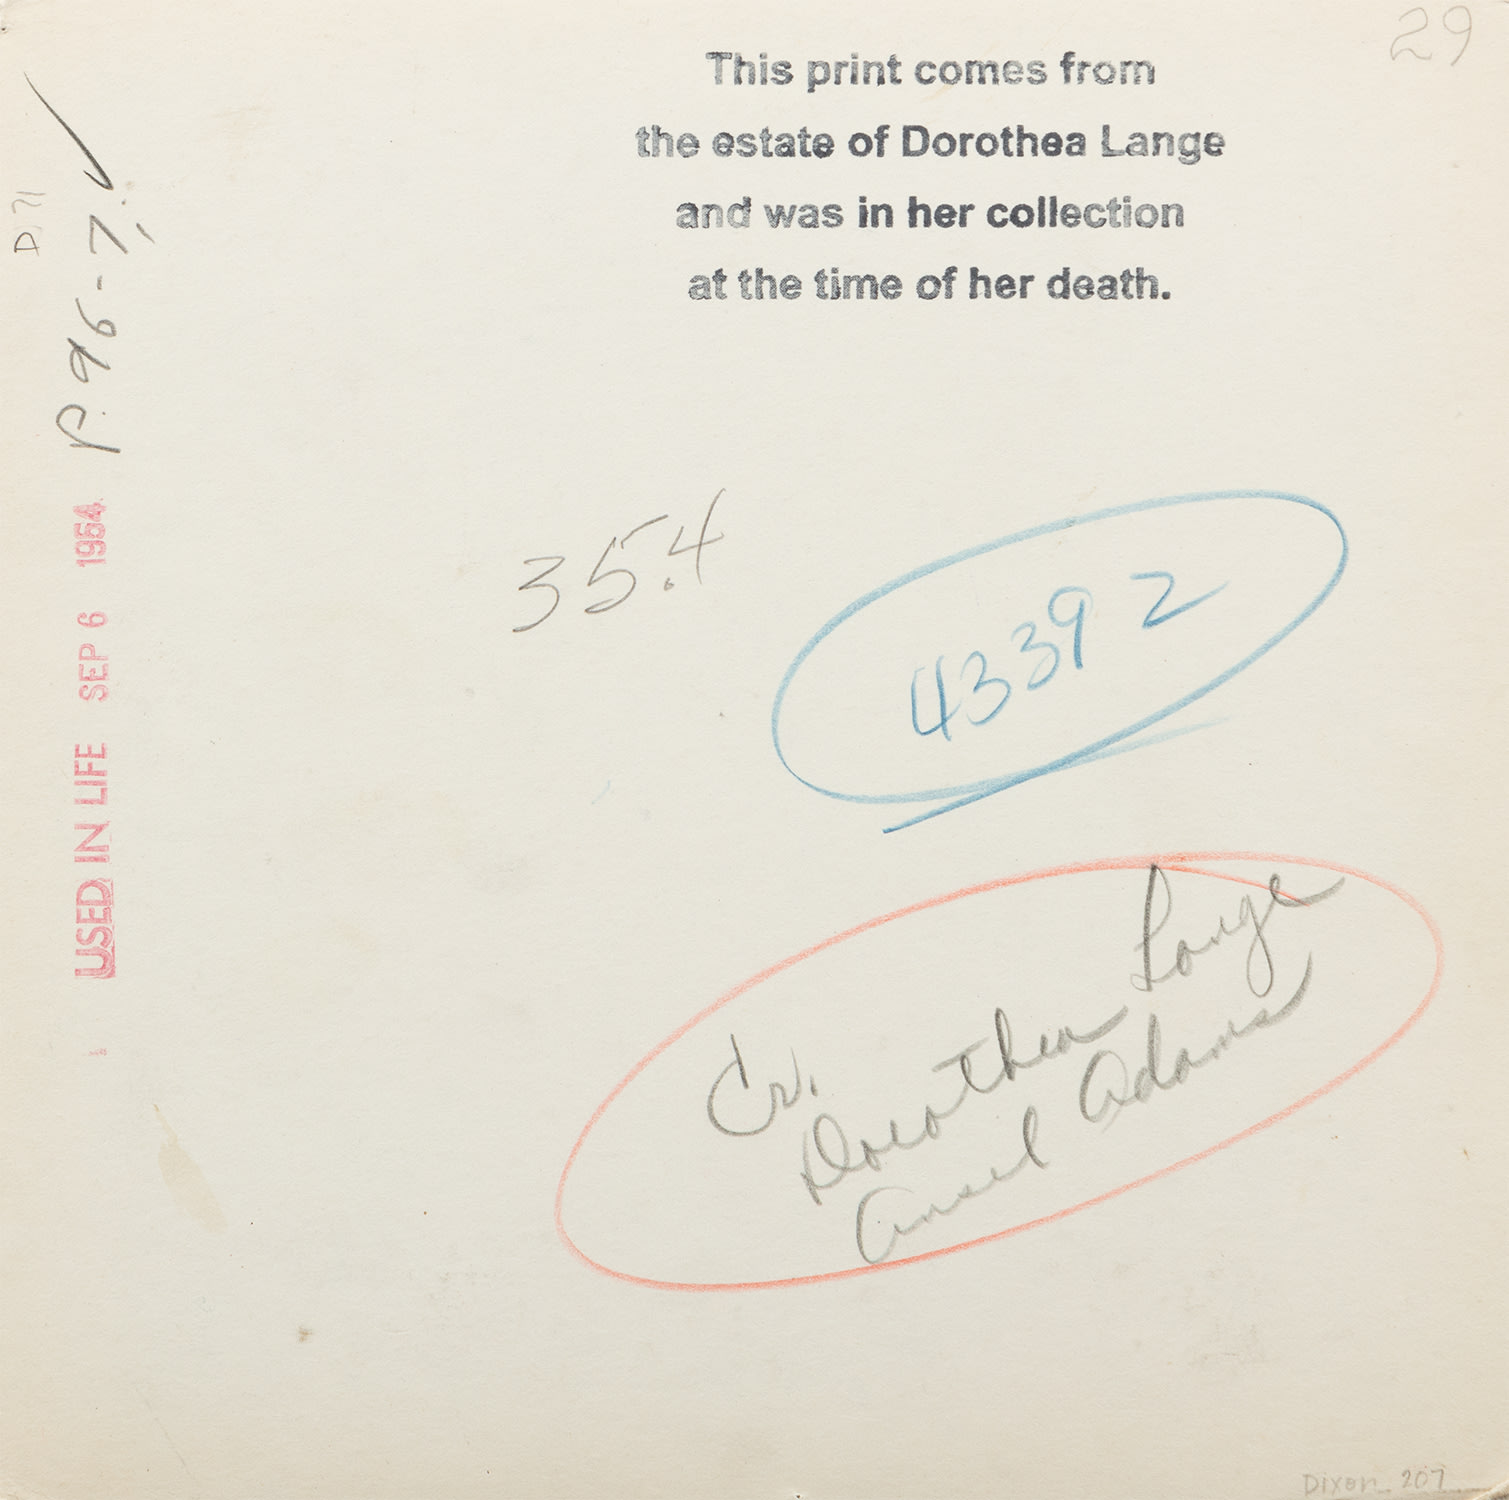 29
This print comes from
the estate of Dorothea Lange
and was in her collection
at the time of her death.
D71
P. 96-7.
USED IN LIFE SEP 6 1954
35.4
43392
Cr.
Dorothea Lange
Ansel Adams
Dixon 207